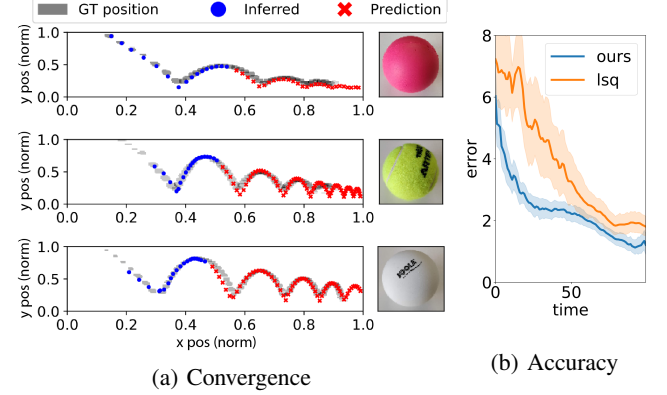 GT position Inferred Prediction
1.0
0.5
0.0
y pos (norm)
0.0 0.2 0.4 0.6 0.8 1.0
1.0
0.5
0.0
y pos (norm)
0.0 0.2 0.4 0.6 0.8 1.0
1.0
0.5
0.0
y pos (norm)
0.0 0.2 0.4 0.6 0.8 1.0
x pos (norm)
JOOLA
(a) Convergence
8
6
4
2
0
error
ours
lsq
0 50
time
(b) Accuracy